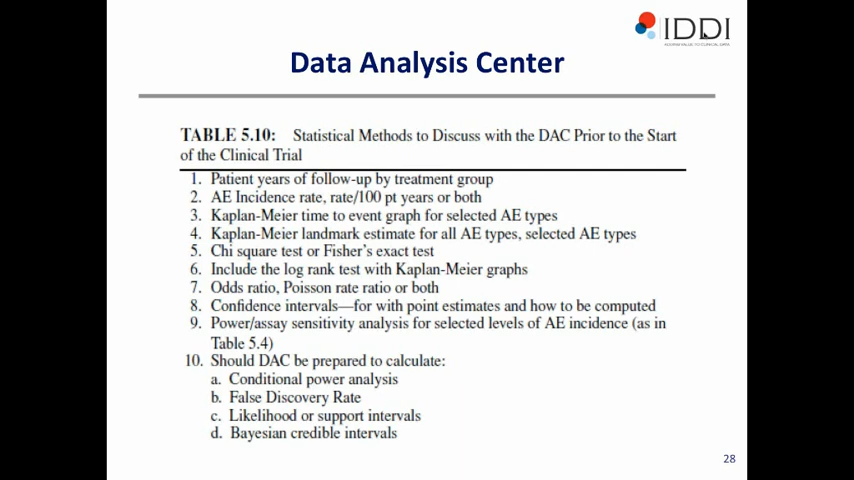 IDDI
Data Analysis Center
TABLE 5.10: Statistical Methods to Discuss with the DAC Prior to the Start
of the Clinical Trial
1. Patient years of follow-up by treatment group
2. AE Incidence rate, rate/100 pt years or both
3. Kaplan-Meier time to event graph for selected AE types
4. Kaplan-Meier landmark estimate for all AE types, selected AE types
5. Chi square test or Fisher's exact test
6. Include the log rank test with Kaplan-Meier graphs
7. Odds ratio, Poisson rate ratio or both
8. Confidence intervals—for with point estimates and how to be computed
9. Power/assay sensitivity analysis for selected levels of AE incidence (as in
Table 5.4)
10. Should DAC be prepared to calculate:
a. Conditional power analysis
b. False Discovery Rate
c. Likelihood or support intervals
d. Bayesian credible intervals
28